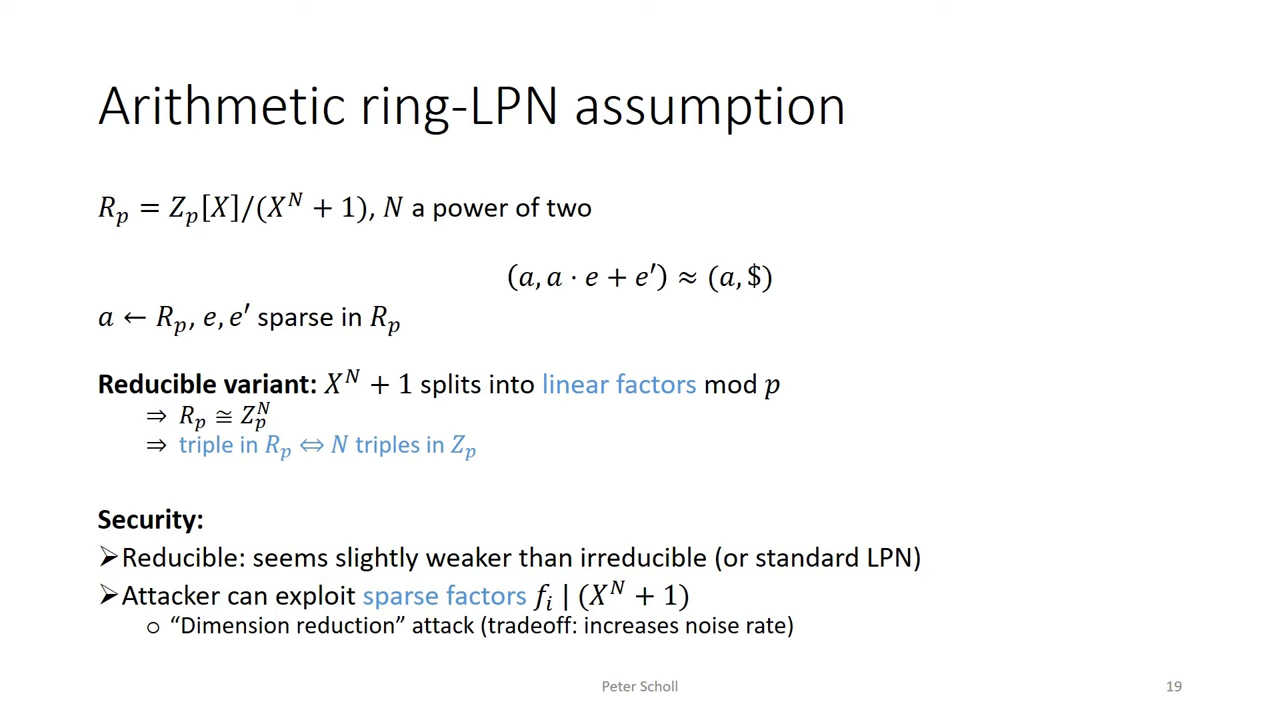 Arithmetic ring-LPN assumption
R_p = Z_p[X]/(X^N + 1), N a power of two
(a, a · e + e′) ≈ (a, $)
a ← R_p, e, e′ sparse in R_p
Reducible variant: X^N + 1 splits into linear factors mod p
⇒ R_p ≅ Z_p^N
⇒ triple in R_p ⇔ N triples in Z_p
Security:
➢Reducible: seems slightly weaker than irreducible (or standard LPN)
➢Attacker can exploit sparse factors f_i | (X^N + 1)
o “Dimension reduction” attack (tradeoff: increases noise rate)
Peter Scholl
19